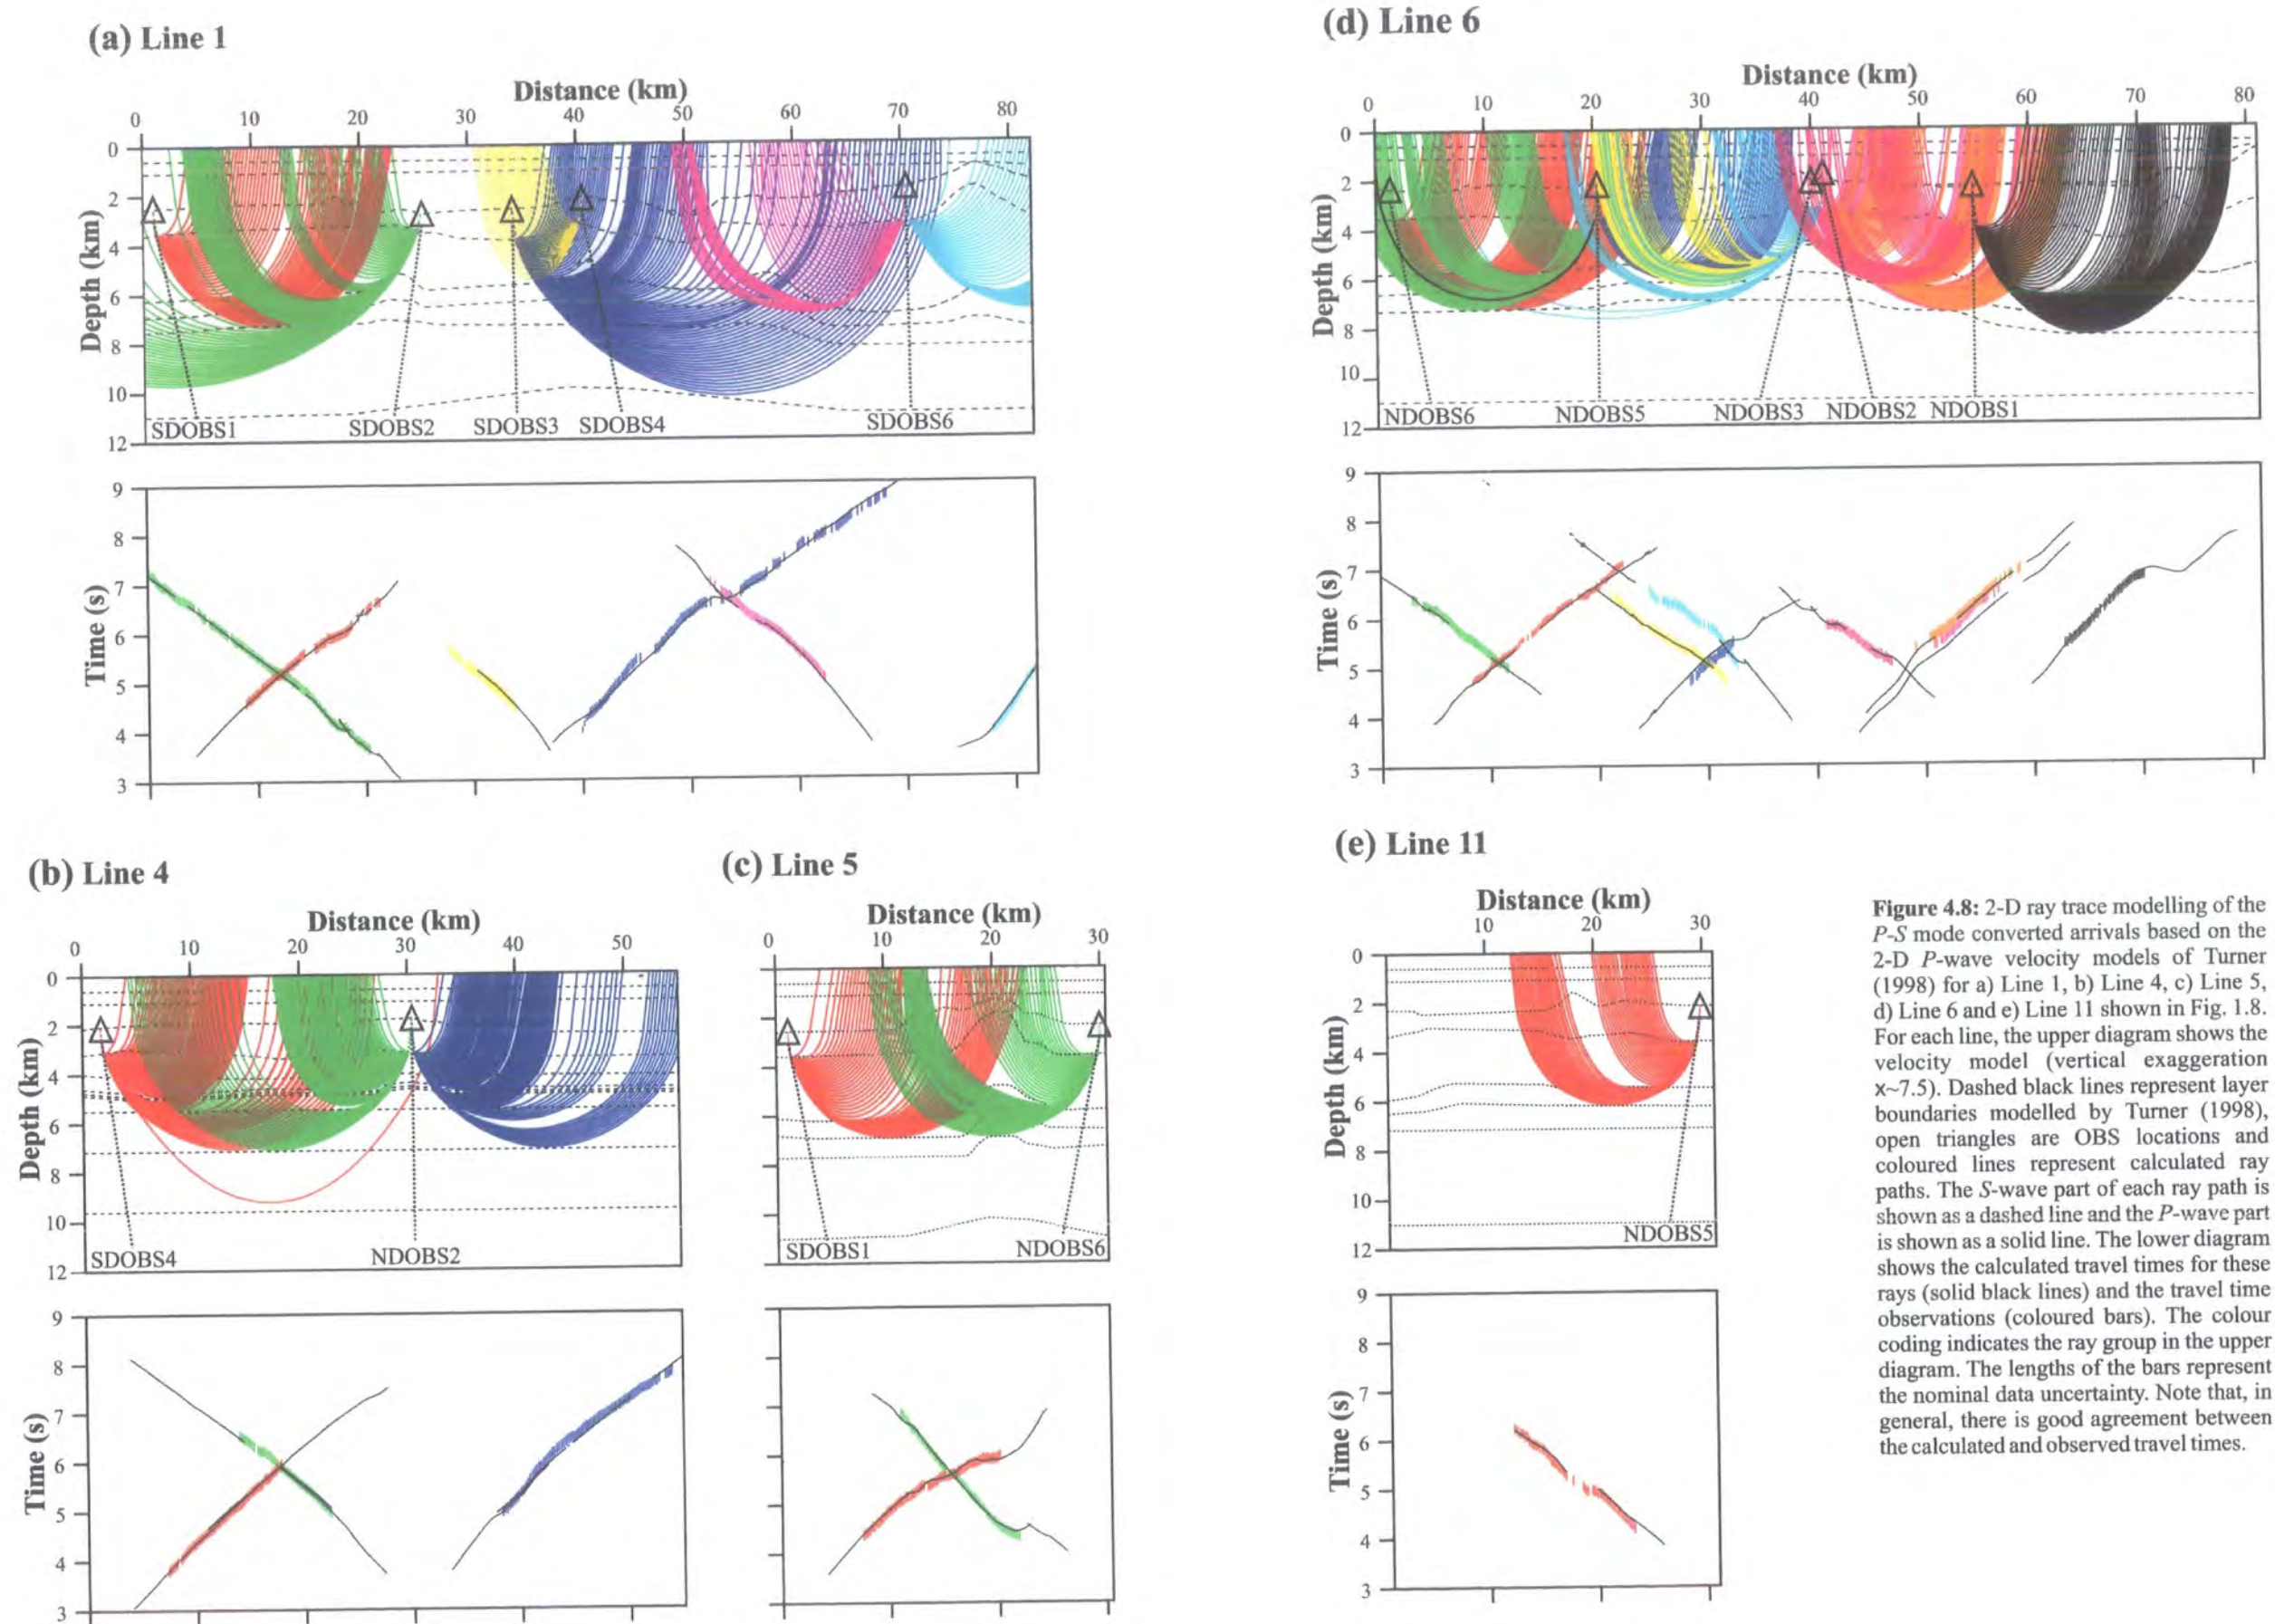 (a) Line 1
Distance (km)
0 10 20 30 40 50 60 70 80
Depth (km)
0
2
4
6
8
10
12
SDOBS1 SDOBS2 SDOBS3 SDOBS4 SDOBS6
Time (s)
9
8
7
6
5
4
3
(d) Line 6
Distance (km)
0 10 20 30 40 50 60 70 80
Depth (km)
0
2
4
6
8
10
12
NDOBS6 NDOBS5 NDOBS3 NDOBS2 NDOBS1
Time (s)
9
8
7
6
5
4
3
(b) Line 4
Distance (km)
0 10 20 30 40 50
Depth (km)
0
2
4
6
8
10
12
SDOBS4 NDOBS2
Time (s)
9
8
7
6
5
4
3
(c) Line 5
Distance (km)
0 10 20 30
SDOBS1 NDOBS6
(e) Line 11
Distance (km)
10 20 30
Depth (km)
0
2
4
6
8
10
12
NDOBS5
Time (s)
9
8
7
6
5
4
3
Figure 4.8: 2-D ray trace modelling of the
P-S mode converted arrivals based on the
2-D P-wave velocity models of Turner
(1998) for a) Line 1, b) Line 4, c) Line 5,
d) Line 6 and e) Line 11 shown in Fig. 1.8.
For each line, the upper diagram shows the
velocity model (vertical exaggeration
x~7.5). Dashed black lines represent layer
boundaries modelled by Turner (1998),
open triangles are OBS locations and
coloured lines represent calculated ray
paths. The S-wave part of each ray path is
shown as a dashed line and the P-wave part
is shown as a solid line. The lower diagram
shows the calculated travel times for these
rays (solid black lines) and the travel time
observations (coloured bars). The colour
coding indicates the ray group in the upper
diagram. The lengths of the bars represent
the nominal data uncertainty. Note that, in
general, there is good agreement between
the calculated and observed travel times.